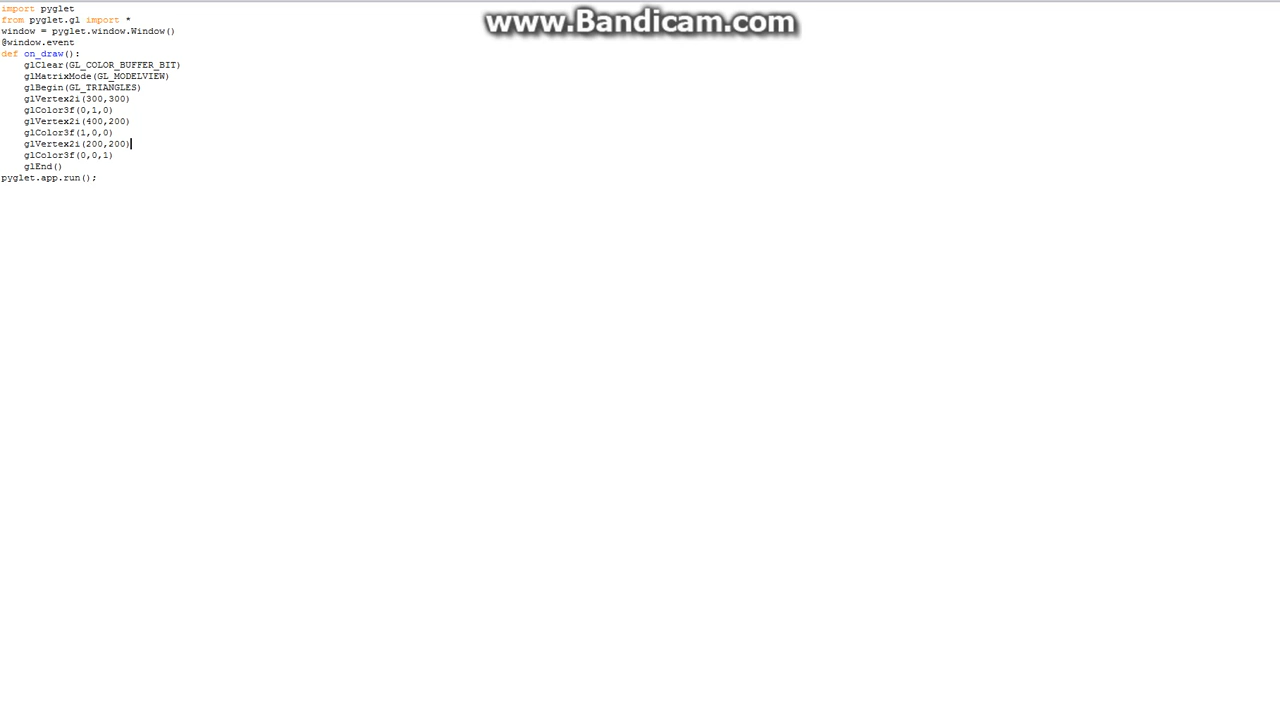 www.Bandicam.com
import pyglet
from pyglet.gl import *
window = pyglet.window.Window()
@window.event
def on_draw():
    glClear(GL_COLOR_BUFFER_BIT)
    glMatrixMode(GL_MODELVIEW)
    glBegin(GL_TRIANGLES)
    glVertex2i(300,300)
    glColor3f(0,1,0)
    glVertex2i(400,200)
    glColor3f(1,0,0)
    glVertex2i(200,200)
    glColor3f(0,0,1)
    glEnd()
pyglet.app.run();